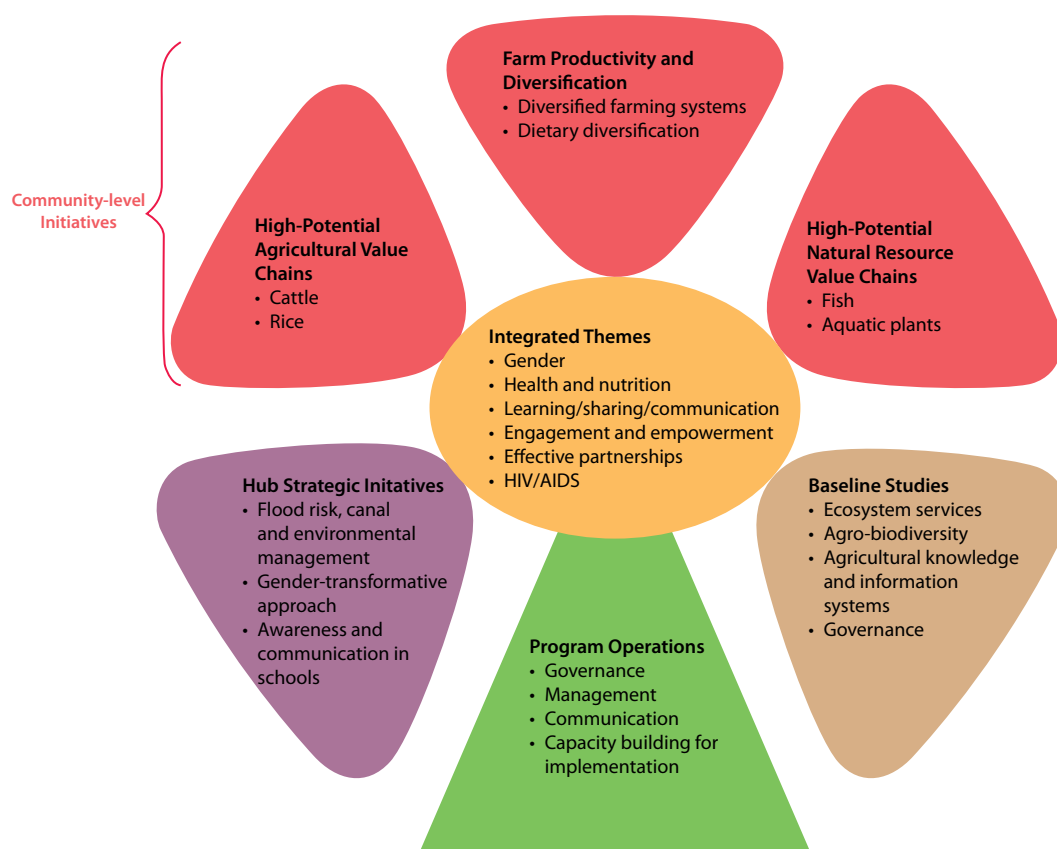 Farm Productivity and
Diversification
• Diversified farming systems
• Dietary diversification
Community-level
Initiatives
High-Potential
Agricultural Value
Chains
• Cattle
• Rice
High-Potential
Natural Resource
Value Chains
• Fish
• Aquatic plants
Integrated Themes
• Gender
• Health and nutrition
• Learning/sharing/communication
• Engagement and empowerment
• Effective partnerships
• HIV/AIDS
Hub Strategic Initatives
• Flood risk, canal
and environmental
management
• Gender-transformative
approach
• Awareness and
communication in
schools
Baseline Studies
• Ecosystem services
• Agro-biodiversity
• Agricultural knowledge
and information
systems
• Governance
Program Operations
• Governance
• Management
• Communication
• Capacity building for
implementation